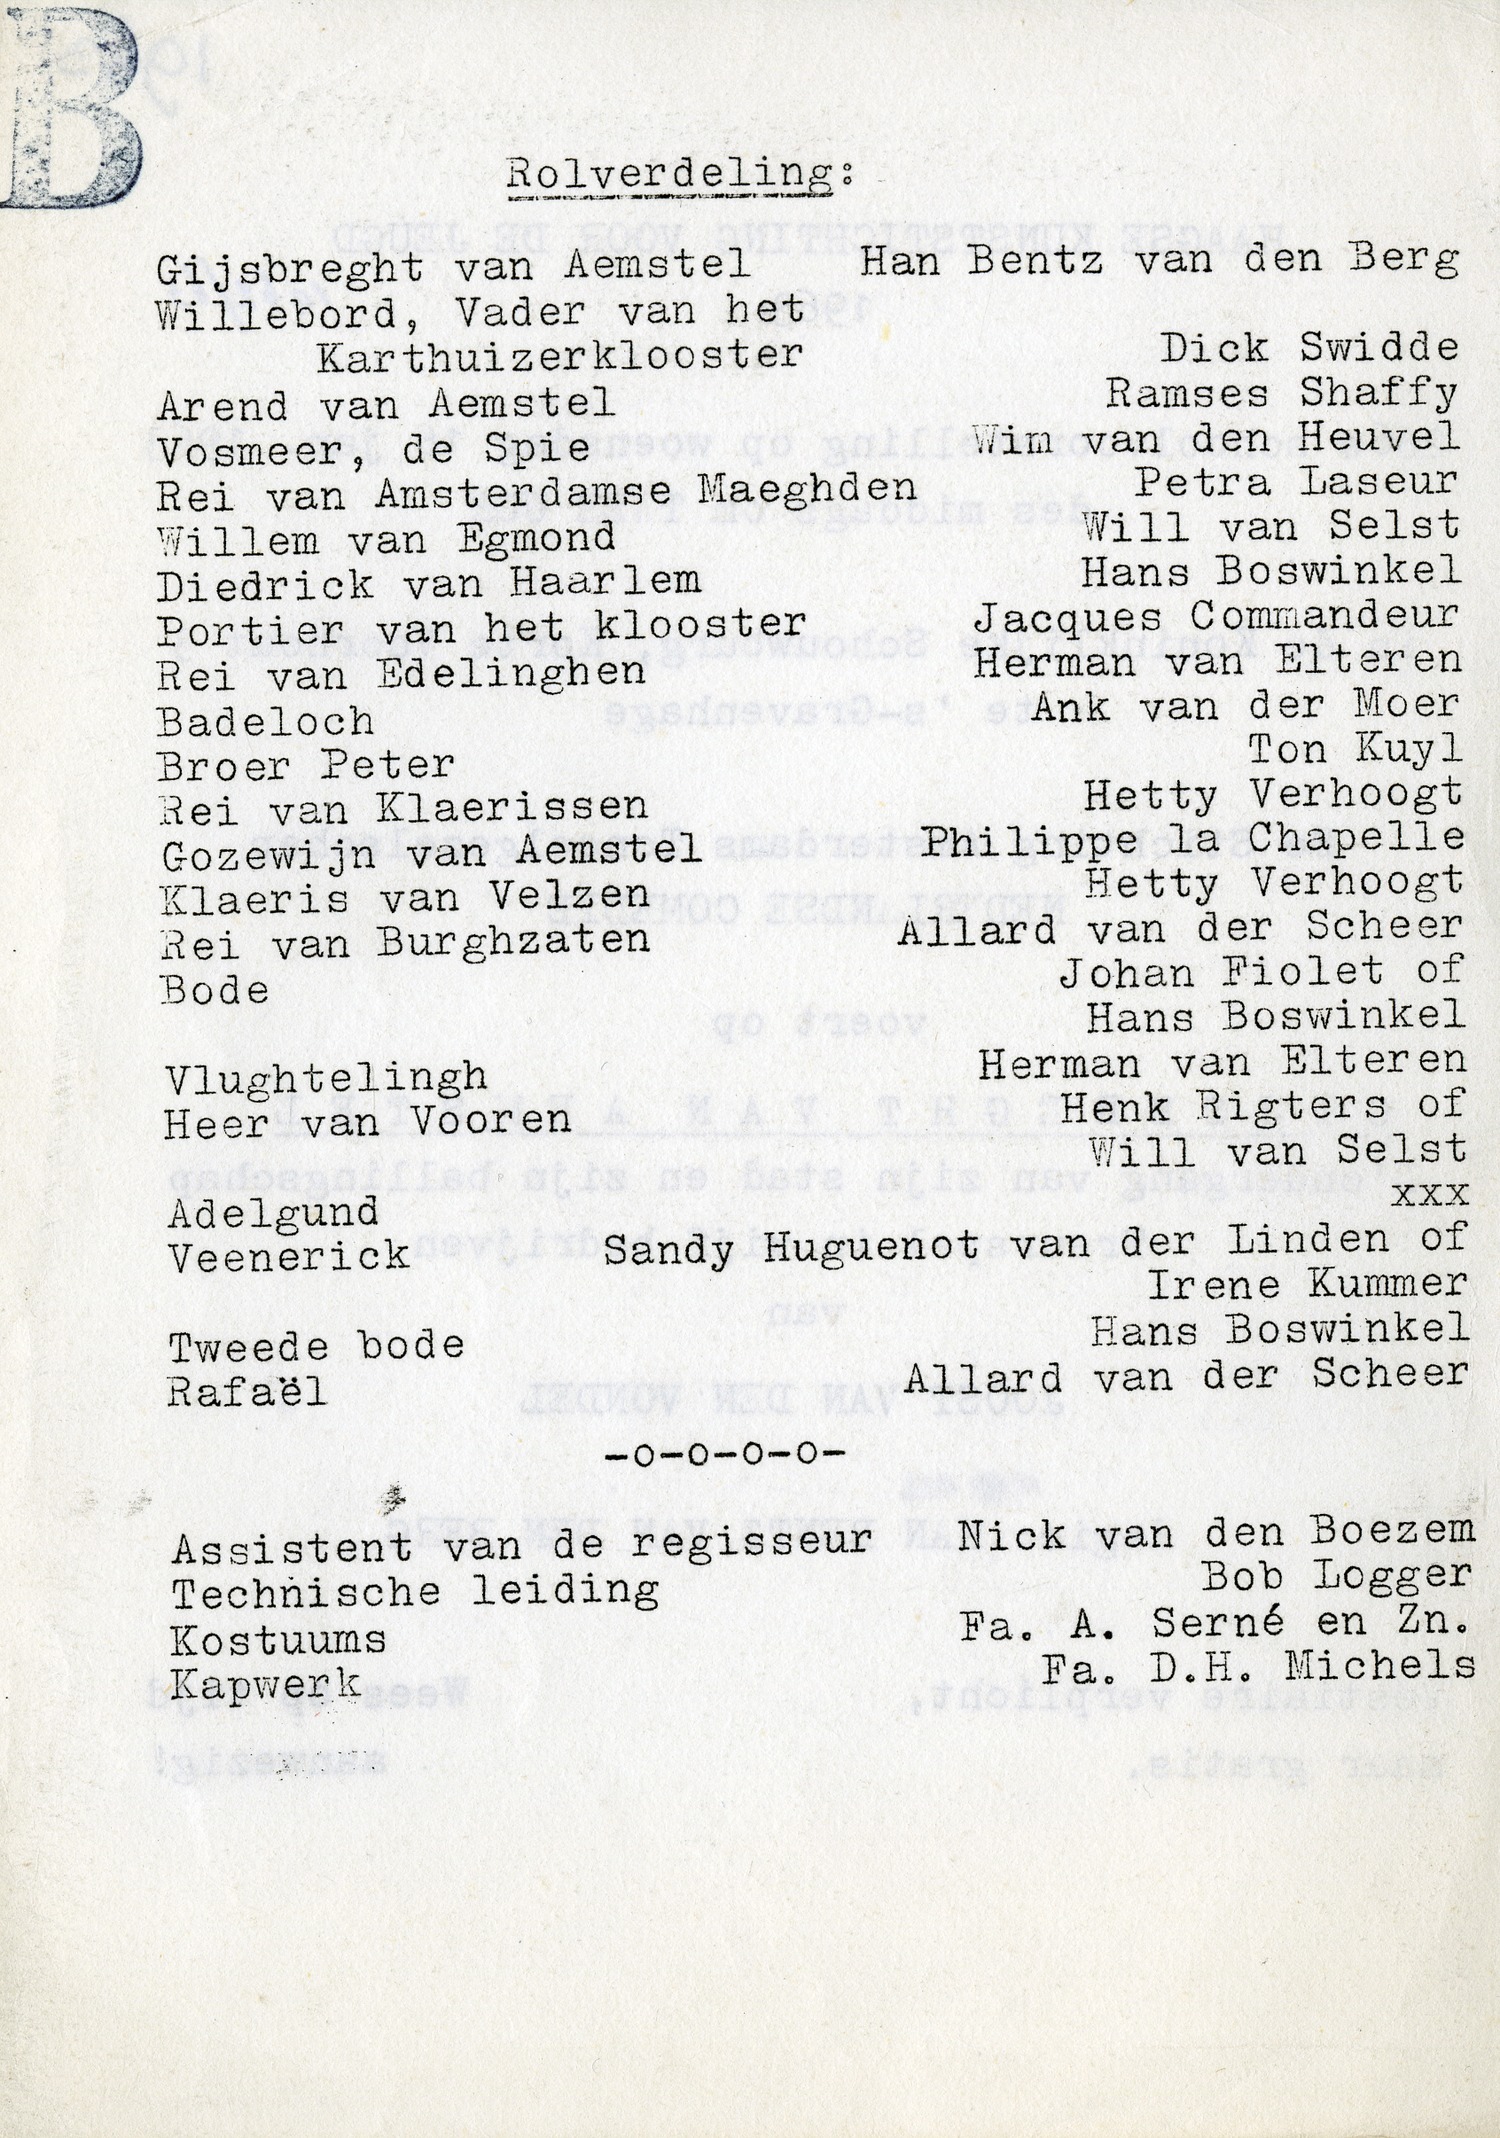 B
Rolverdeling:
Gijsbreght van Aemstel Han Bentz van den Berg
Willebord, Vader van het
Karthuizerklooster Dick Swidde
Arend van Aemstel Ramses Shaffy
Vosmeer, de Spie Wim van den Heuvel
Rei van Amsterdamse Maeghden Petra Laseur
Willem van Egmond Will van Selst
Diedrick van Haarlem Hans Boswinkel
Portier van het klooster Jacques Commandeur
Rei van Edelinghen Herman van Elteren
Badeloch Ank van der Moer
Broer Peter Ton Kuyl
Rei van Klaerissen Hetty Verhoogt
Gozewijn van Aemstel Philippe la Chapelle
Klaeris van Velzen Hetty Verhoogt
Rei van Burghzaten Allard van der Scheer
Bode Johan Fiolet of
Hans Boswinkel
Vlughtelingh Herman van Elteren
Heer van Vooren Henk Rigters of
Will van Selst
Adelgund xxx
Veenerick Sandy Huguenot van der Linden of
Irene Kummer
Tweede bode Hans Boswinkel
Rafaël Allard van der Scheer
-o-o-o-o-
Assistent van de regisseur Nick van den Boezem
Technische leiding Bob Logger
Kostuums Fa. A. Serné en Zn.
Kapwerk Fa. D.H. Michels